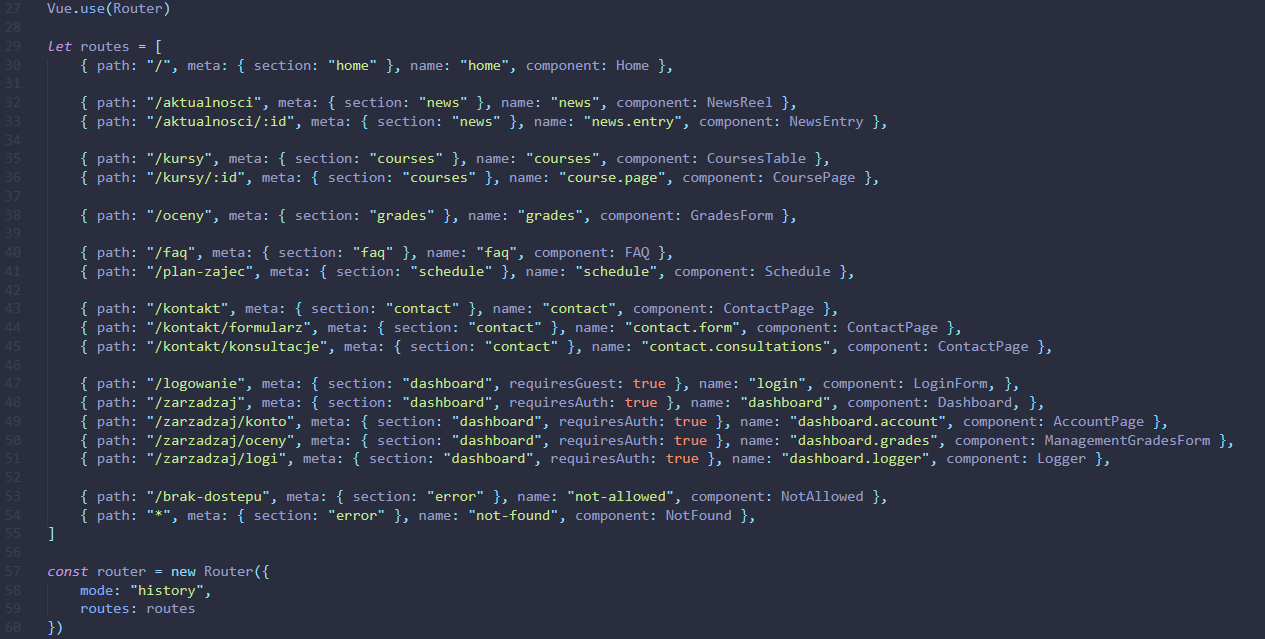 27 Vue.use(Router)
28
29 let routes = [
30 { path: "/", meta: { section: "home" }, name: "home", component: Home },
31
32 { path: "/aktualnosci", meta: { section: "news" }, name: "news", component: NewsReel },
33 { path: "/aktualnosci/:id", meta: { section: "news" }, name: "news.entry", component: NewsEntry },
34
35 { path: "/kursy", meta: { section: "courses" }, name: "courses", component: CoursesTable },
36 { path: "/kursy/:id", meta: { section: "courses" }, name: "course.page", component: CoursePage },
37
38 { path: "/oceny", meta: { section: "grades" }, name: "grades", component: GradesForm },
39
40 { path: "/faq", meta: { section: "faq" }, name: "faq", component: FAQ },
41 { path: "/plan-zajec", meta: { section: "schedule" }, name: "schedule", component: Schedule },
42
43 { path: "/kontakt", meta: { section: "contact" }, name: "contact", component: ContactPage },
44 { path: "/kontakt/formularz", meta: { section: "contact" }, name: "contact.form", component: ContactPage },
45 { path: "/kontakt/konsultacje", meta: { section: "contact" }, name: "contact.consultations", component: ContactPage },
46
47 { path: "/logowanie", meta: { section: "dashboard", requiresGuest: true }, name: "login", component: LoginForm, },
48 { path: "/zarzadzaj", meta: { section: "dashboard", requiresAuth: true }, name: "dashboard", component: Dashboard, },
49 { path: "/zarzadzaj/konto", meta: { section: "dashboard", requiresAuth: true }, name: "dashboard.account", component: AccountPage },
50 { path: "/zarzadzaj/oceny", meta: { section: "dashboard", requiresAuth: true }, name: "dashboard.grades", component: ManagementGradesForm },
51 { path: "/zarzadzaj/logi", meta: { section: "dashboard", requiresAuth: true }, name: "dashboard.logger", component: Logger },
52
53 { path: "/brak-dostepu", meta: { section: "error" }, name: "not-allowed", component: NotAllowed },
54 { path: "*", meta: { section: "error" }, name: "not-found", component: NotFound },
55 ]
56
57 const router = new Router({
58 mode: "history",
59 routes: routes
60 })